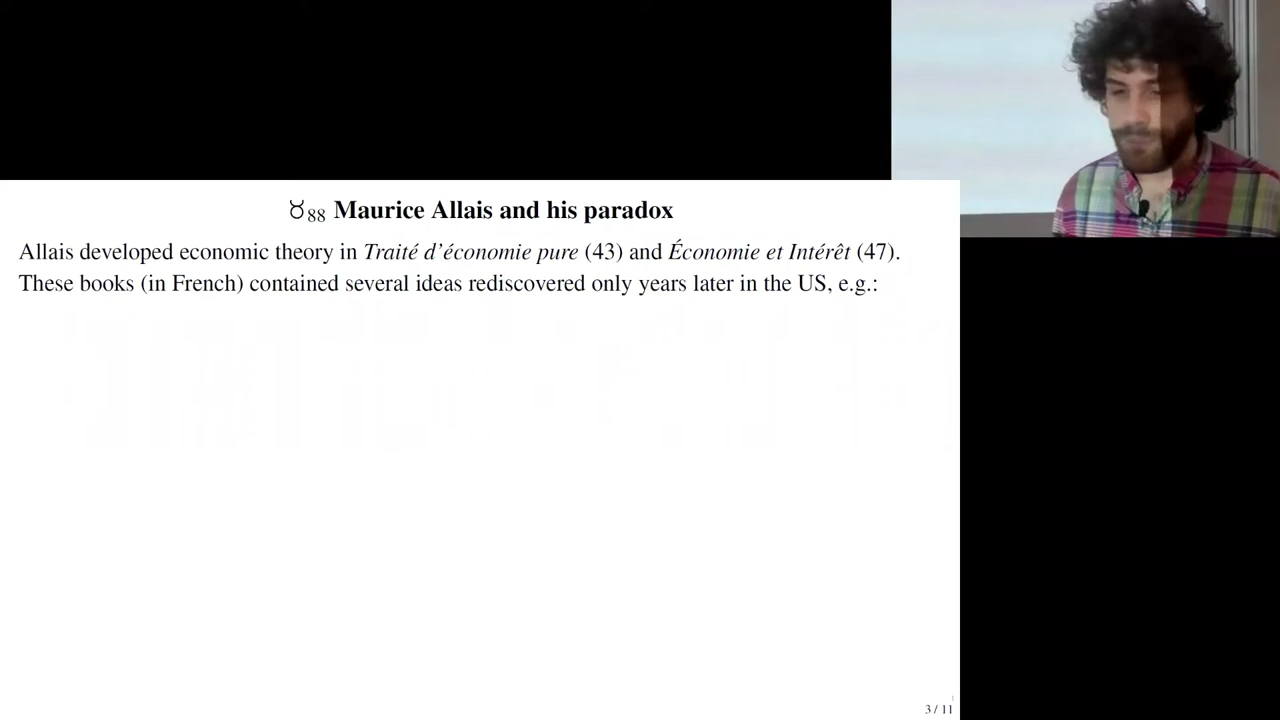 ♉88 Maurice Allais and his paradox
Allais developed economic theory in Traité d’économie pure (43) and Économie et Intérêt (47).
These books (in French) contained several ideas rediscovered only years later in the US, e.g.:
3 / 11